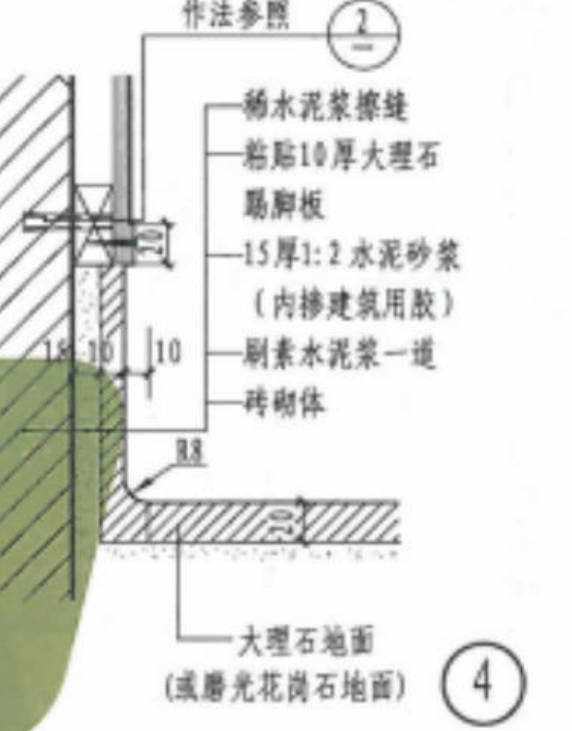 作法参照
2
稀水泥浆擦缝
粘贴10厚大理石
踢脚板
20
15厚1:2水泥砂浆
(内掺建筑用胶)
10 10
刷素水泥浆一道
砖砌体
R8
20
大理石地面
(或磨光花岗石地面)
4